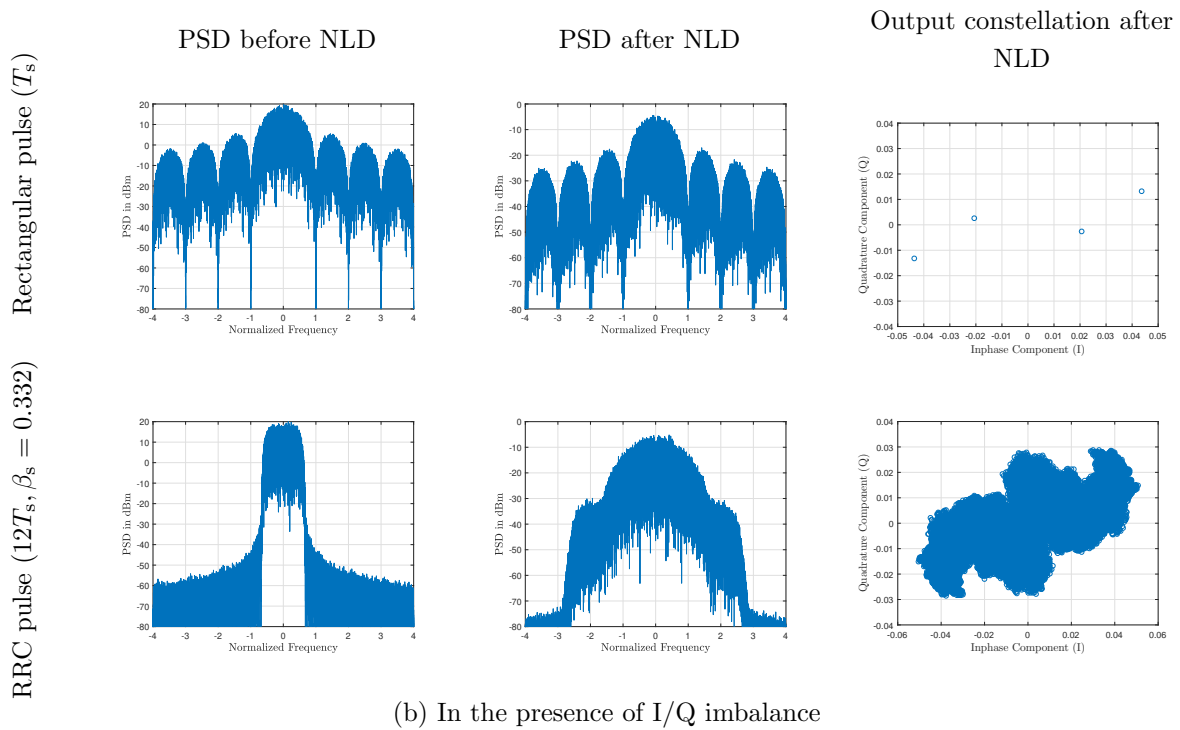 PSD before NLD
PSD after NLD
Output constellation after
NLD
Rectangular pulse (Tₛ)
PSD in dBm
20
10
0
-10
-20
-30
-40
-50
-60
-70
-80
-4 -3 -2 -1 0 1 2 3 4
Normalized Frequency
PSD in dBm
0
-10
-20
-30
-40
-50
-60
-70
-80
-4 -3 -2 -1 0 1 2 3 4
Normalized Frequency
Quadrature Component (Q)
0.04
0.03
0.02
0.01
0
-0.01
-0.02
-0.03
-0.04
-0.05 -0.04 -0.03 -0.02 -0.01 0 0.01 0.02 0.03 0.04 0.05
Inphase Component (I)
RRC pulse (12Tₛ, βₛ = 0.332)
PSD in dBm
20
10
0
-10
-20
-30
-40
-50
-60
-70
-80
-4 -3 -2 -1 0 1 2 3 4
Normalized Frequency
PSD in dBm
0
-10
-20
-30
-40
-50
-60
-70
-80
-4 -3 -2 -1 0 1 2 3 4
Normalized Frequency
Quadrature Component (Q)
0.04
0.03
0.02
0.01
0
-0.01
-0.02
-0.03
-0.04
-0.06 -0.04 -0.02 0 0.02 0.04 0.06
Inphase Component (I)
(b) In the presence of I/Q imbalance